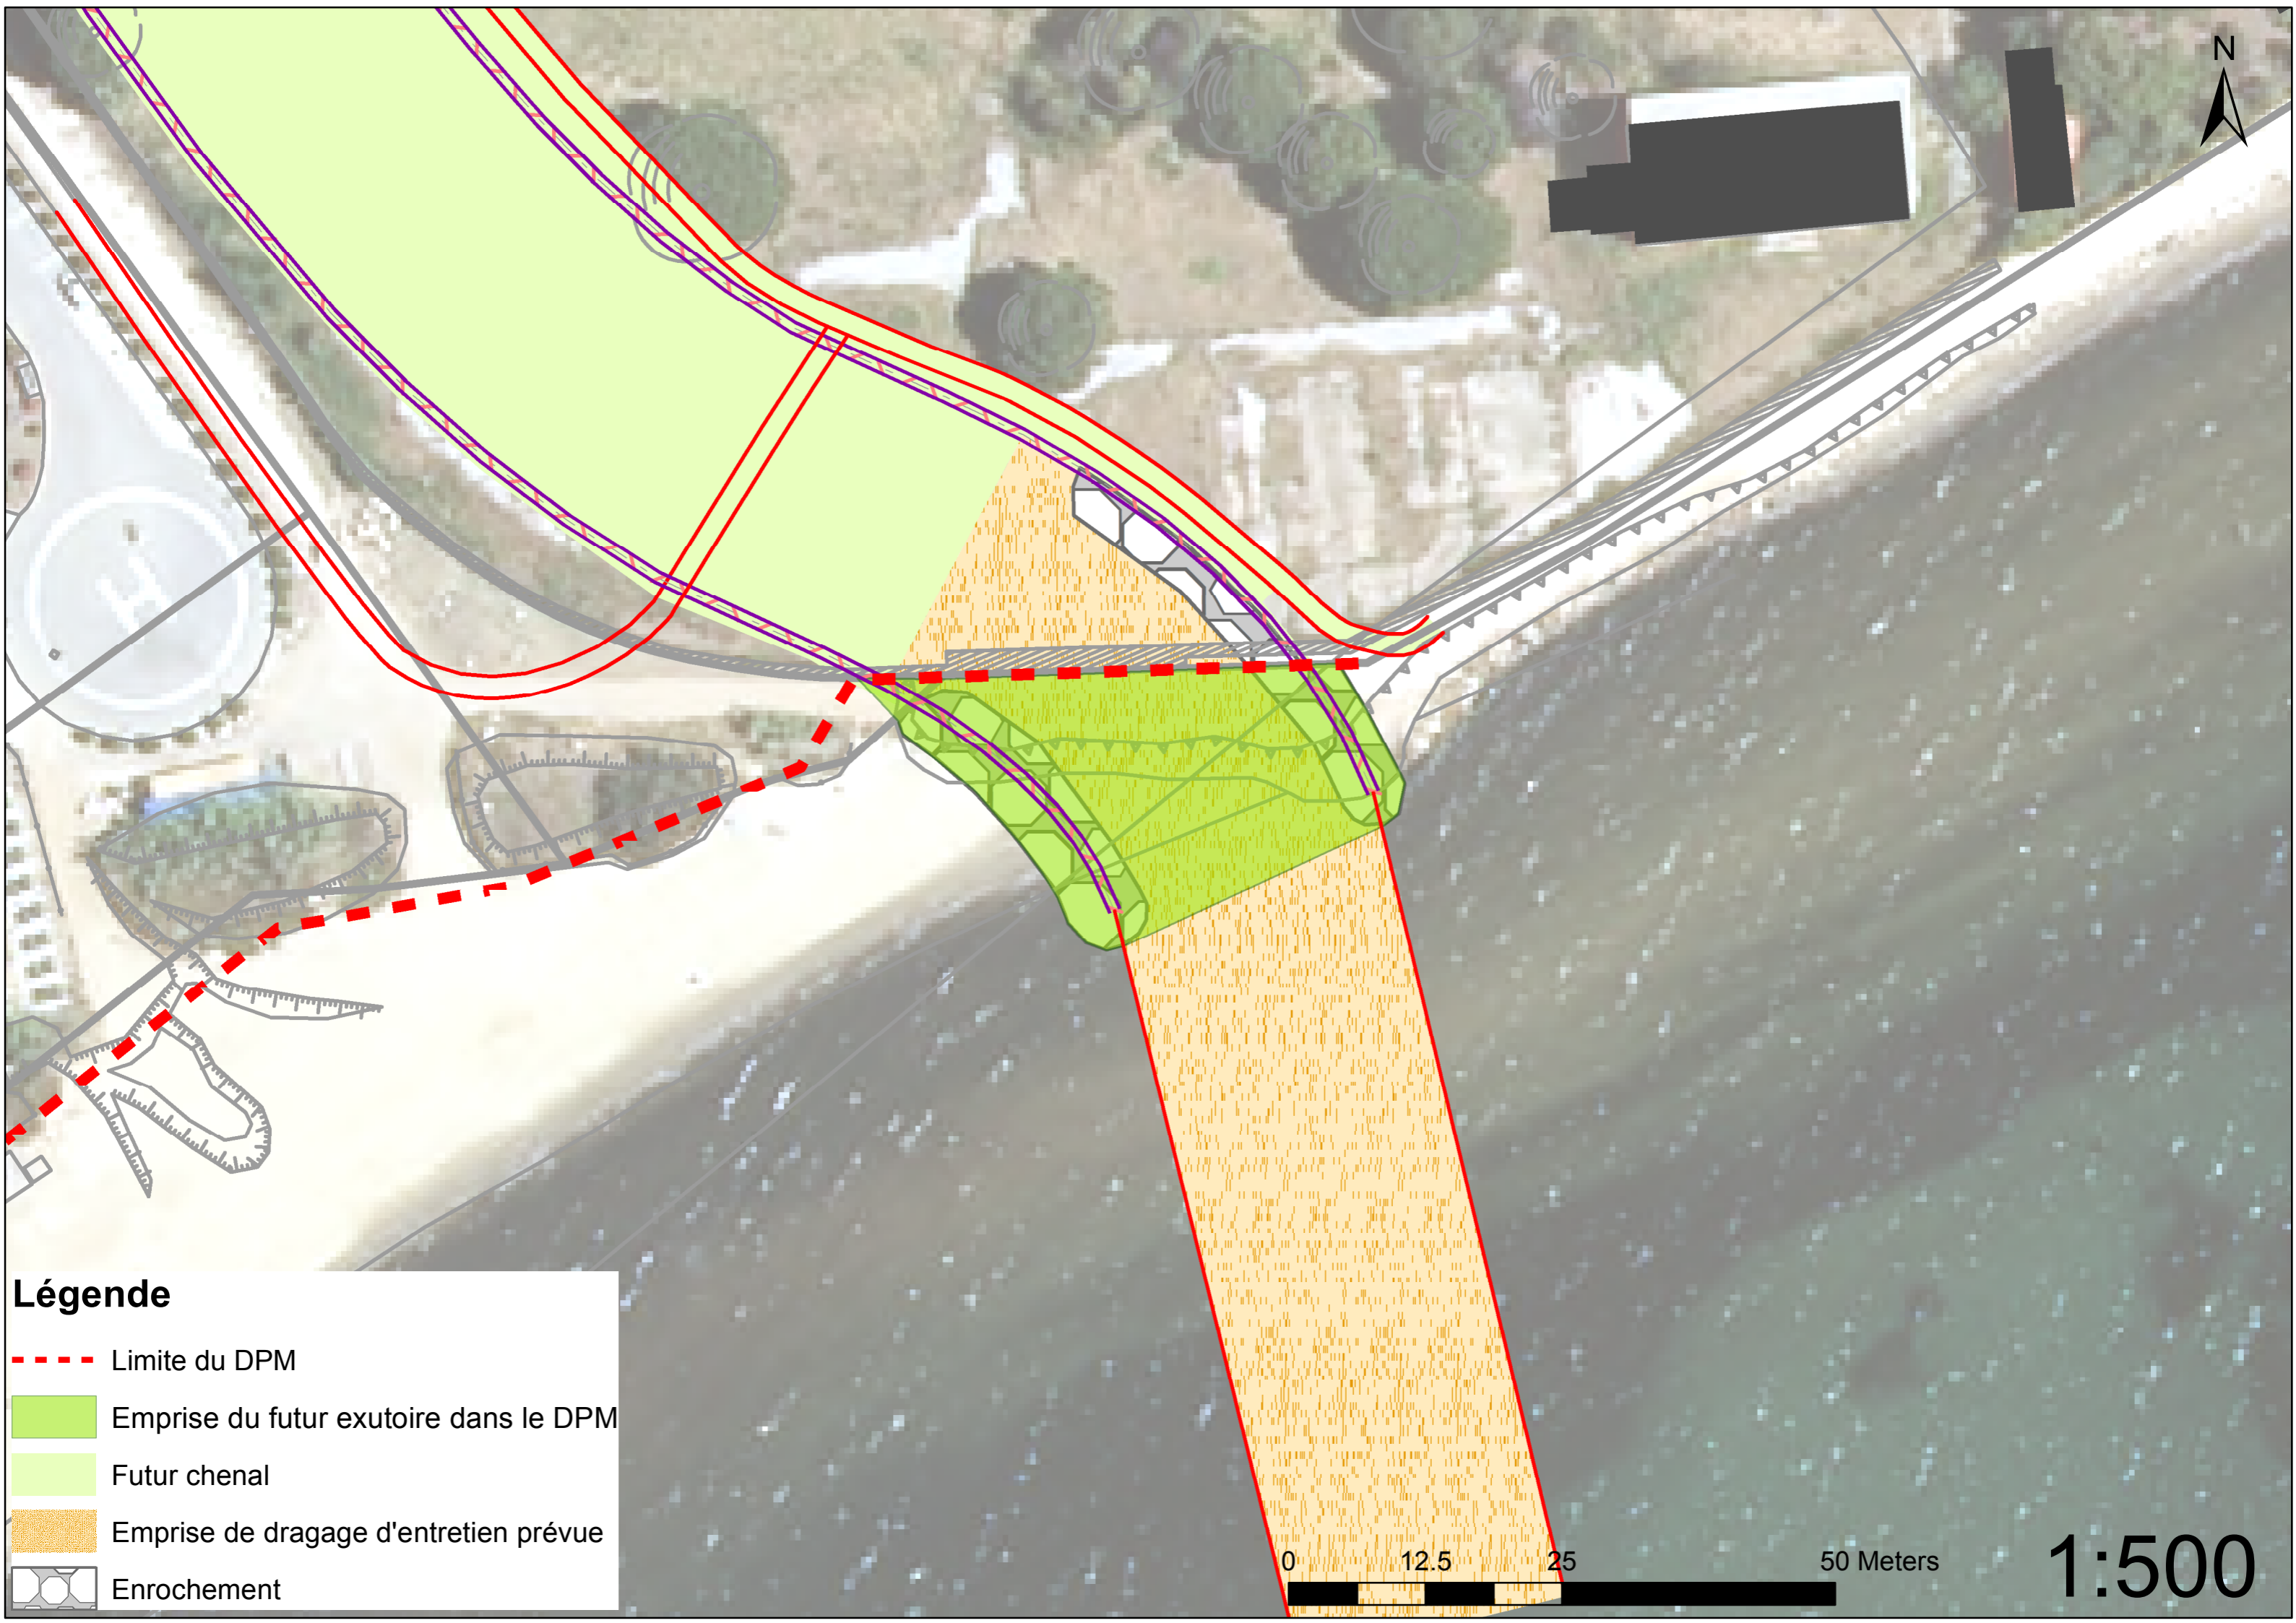 N
H
Légende
Limite du DPM
Emprise du futur exutoire dans le DPM
Futur chenal
Emprise de dragage d'entretien prévue
Enrochement
0 12.5 25 50 Meters
1:500